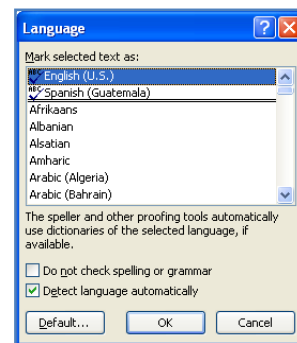 Language
Mark selected text as:
English (U.S.)
Spanish (Guatemala)
Afrikaans
Albanian
Alsatian
Amharic
Arabic (Algeria)
Arabic (Bahrain)
The speller and other proofing tools automatically
use dictionaries of the selected language, if
available.
Do not check spelling or grammar
Detect language automatically
Default...
OK
Cancel